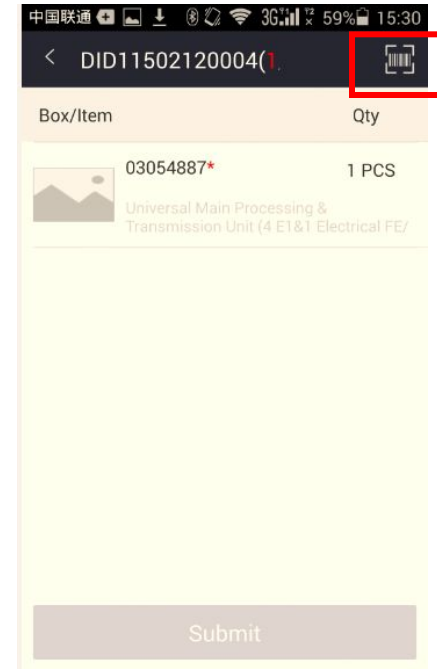 中国联通 3G 59% 15:30
< DID11502120004(1.
Box/Item Qty
03054887* 1 PCS
Universal Main Processing &
Transmission Unit (4 E1&1 Electrical FE/
Submit